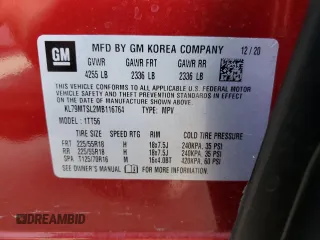 GM
MFD BY GM KOREA COMPANY 12/20
GVWR GAWR FRT GAWR RR
4255 LB 2336 LB 2336 LB
THIS VEHICLE CONFORMS TO ALL APPLICABLE U.S. FEDERAL
MOTOR VEHICLE SAFETY, BUMPER, AND THEFT PREVENTION
STANDARDS IN EFFECT ON THE DATE OF MANUFACTURE
SHOWN ABOVE.
KL79MTSL2MB116764 TYPE: MPV
MODEL: 1TT56
TIRE SIZE SPEED RTG RIM COLD TIRE PRESSURE
FRT 225/55R18 H 18x7.5J 240KPA, 35 PSI
RR 225/55R18 H 18x7.5J 240KPA, 35 PSI
SPA T125/70R16 M 16x4.0BT 420KPA, 60 PSI
SEE OWNER'S MANUAL FOR ADDITIONAL INFORMATION.
DREAMBID